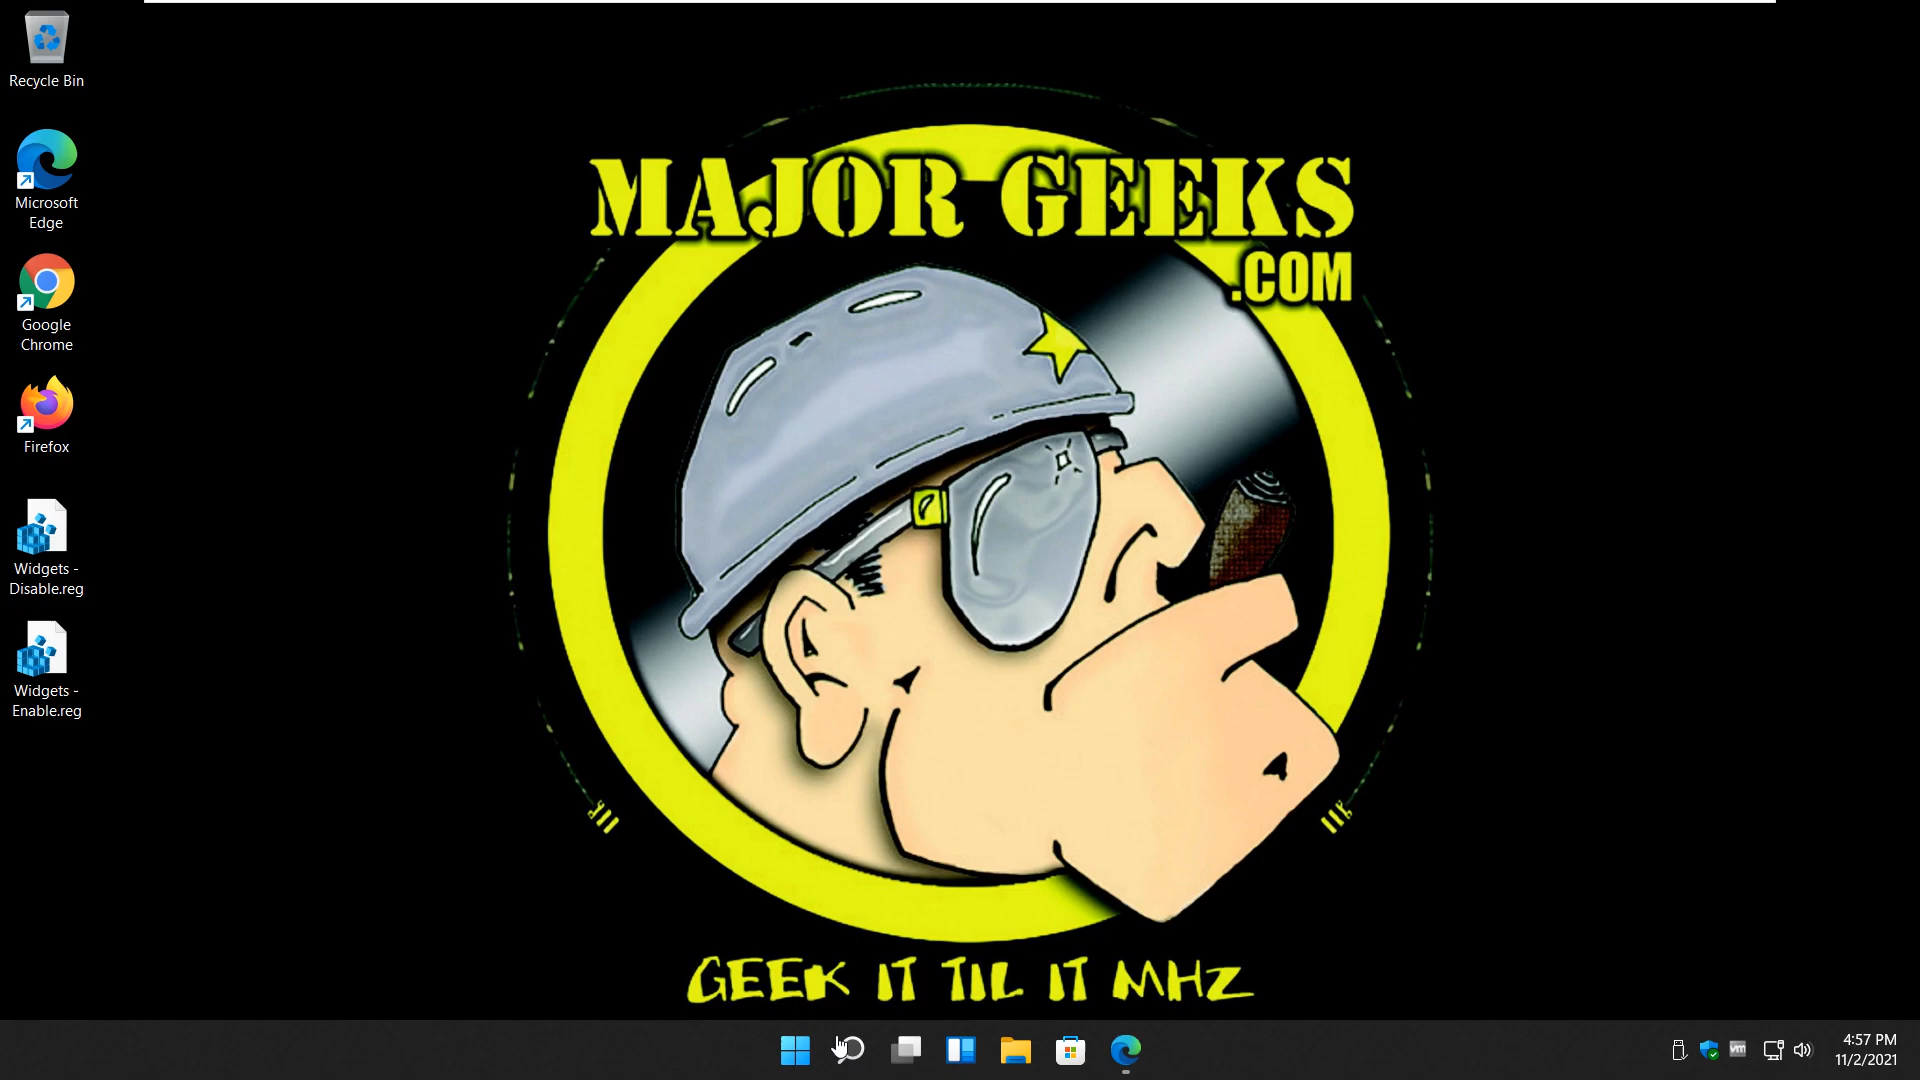 Recycle Bin
Microsoft
Edge
Google
Chrome
Firefox
Widgets -
Disable.reg
Widgets -
Enable.reg
MAJOR GEEKS
.COM
GEEK IT TIL IT MHZ
vm
4:57 PM
11/2/2021